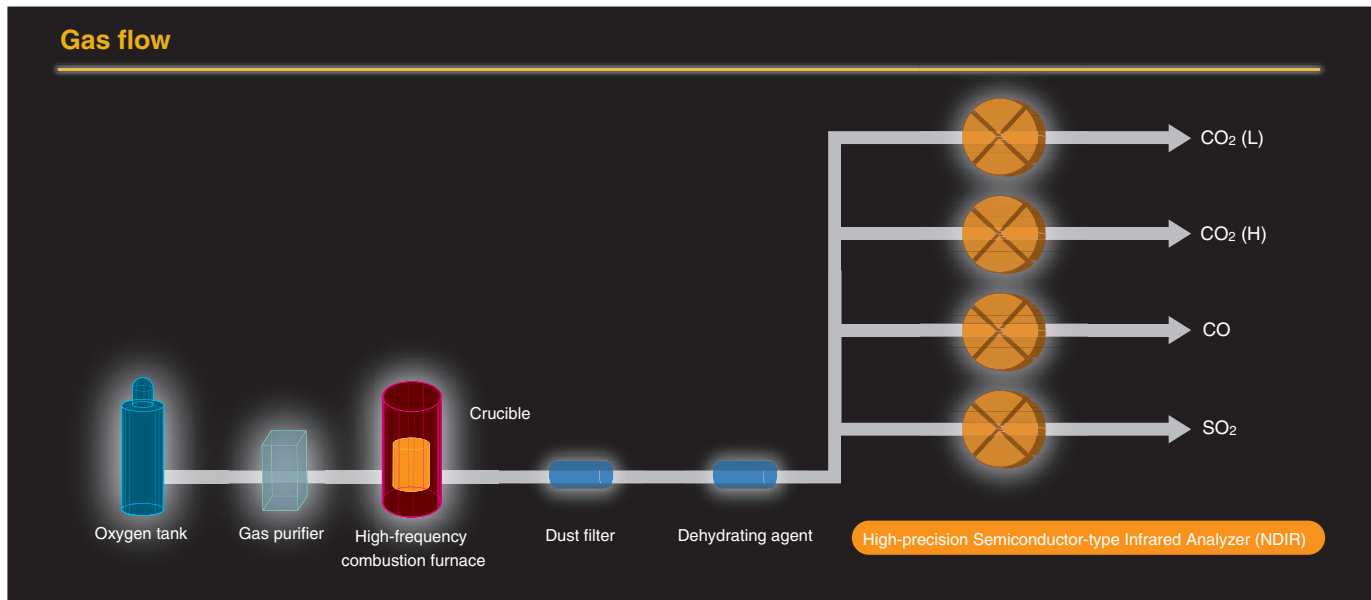 Gas flow
CO₂ (L)
CO₂ (H)
CO
SO₂
Crucible
Oxygen tank
Gas purifier
High-frequency
combustion furnace
Dust filter
Dehydrating agent
High-precision Semiconductor-type Infrared Analyzer (NDIR)